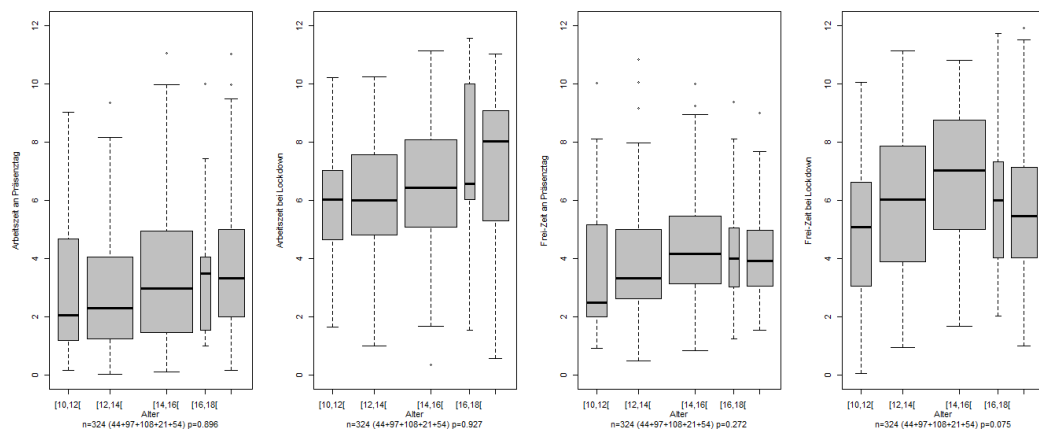 Arbeitszeit an Präsenztag
12
10
8
6
4
2
0
[10,12[ [12,14[ [14,16[ [16,18[
Alter
n=324 (44+97+108+21+54) p=0.896
Arbeitszeit bei Lockdown
12
10
8
6
4
2
0
[10,12[ [12,14[ [14,16[ [16,18[
Alter
n=324 (44+97+108+21+54) p=0.927
Frei-Zeit an Präsenztag
12
10
8
6
4
2
0
[10,12[ [12,14[ [14,16[ [16,18[
Alter
n=324 (44+97+108+21+54) p=0.272
Frei-Zeit bei Lockdown
12
10
8
6
4
2
0
[10,12[ [12,14[ [14,16[ [16,18[
Alter
n=324 (44+97+108+21+54) p=0.075